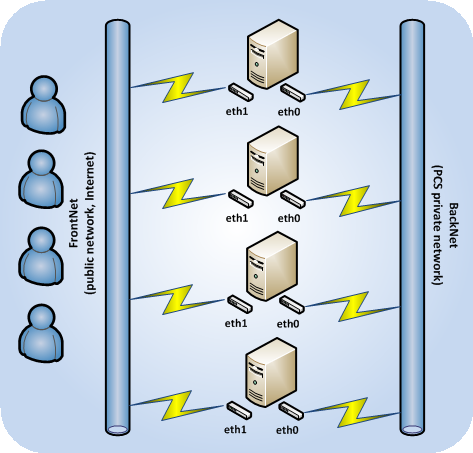 FrontNet
(public network, Internet)
eth1
eth0
eth1
eth0
eth1
eth0
eth1
eth0
BackNet
(PCS private network)